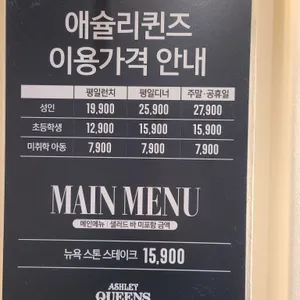 애슐리퀸즈
이용가격 안내
평일런치 평일디너 주말·공휴일
성인 19,900 25,900 27,900
초등학생 12,900 15,900 15,900
미취학 아동 7,900 7,900 7,900
MAIN MENU
메인메뉴 | 샐러드 바 미포함 금액
뉴욕 스톤 스테이크 15,900
ASHLEY
QUEENS